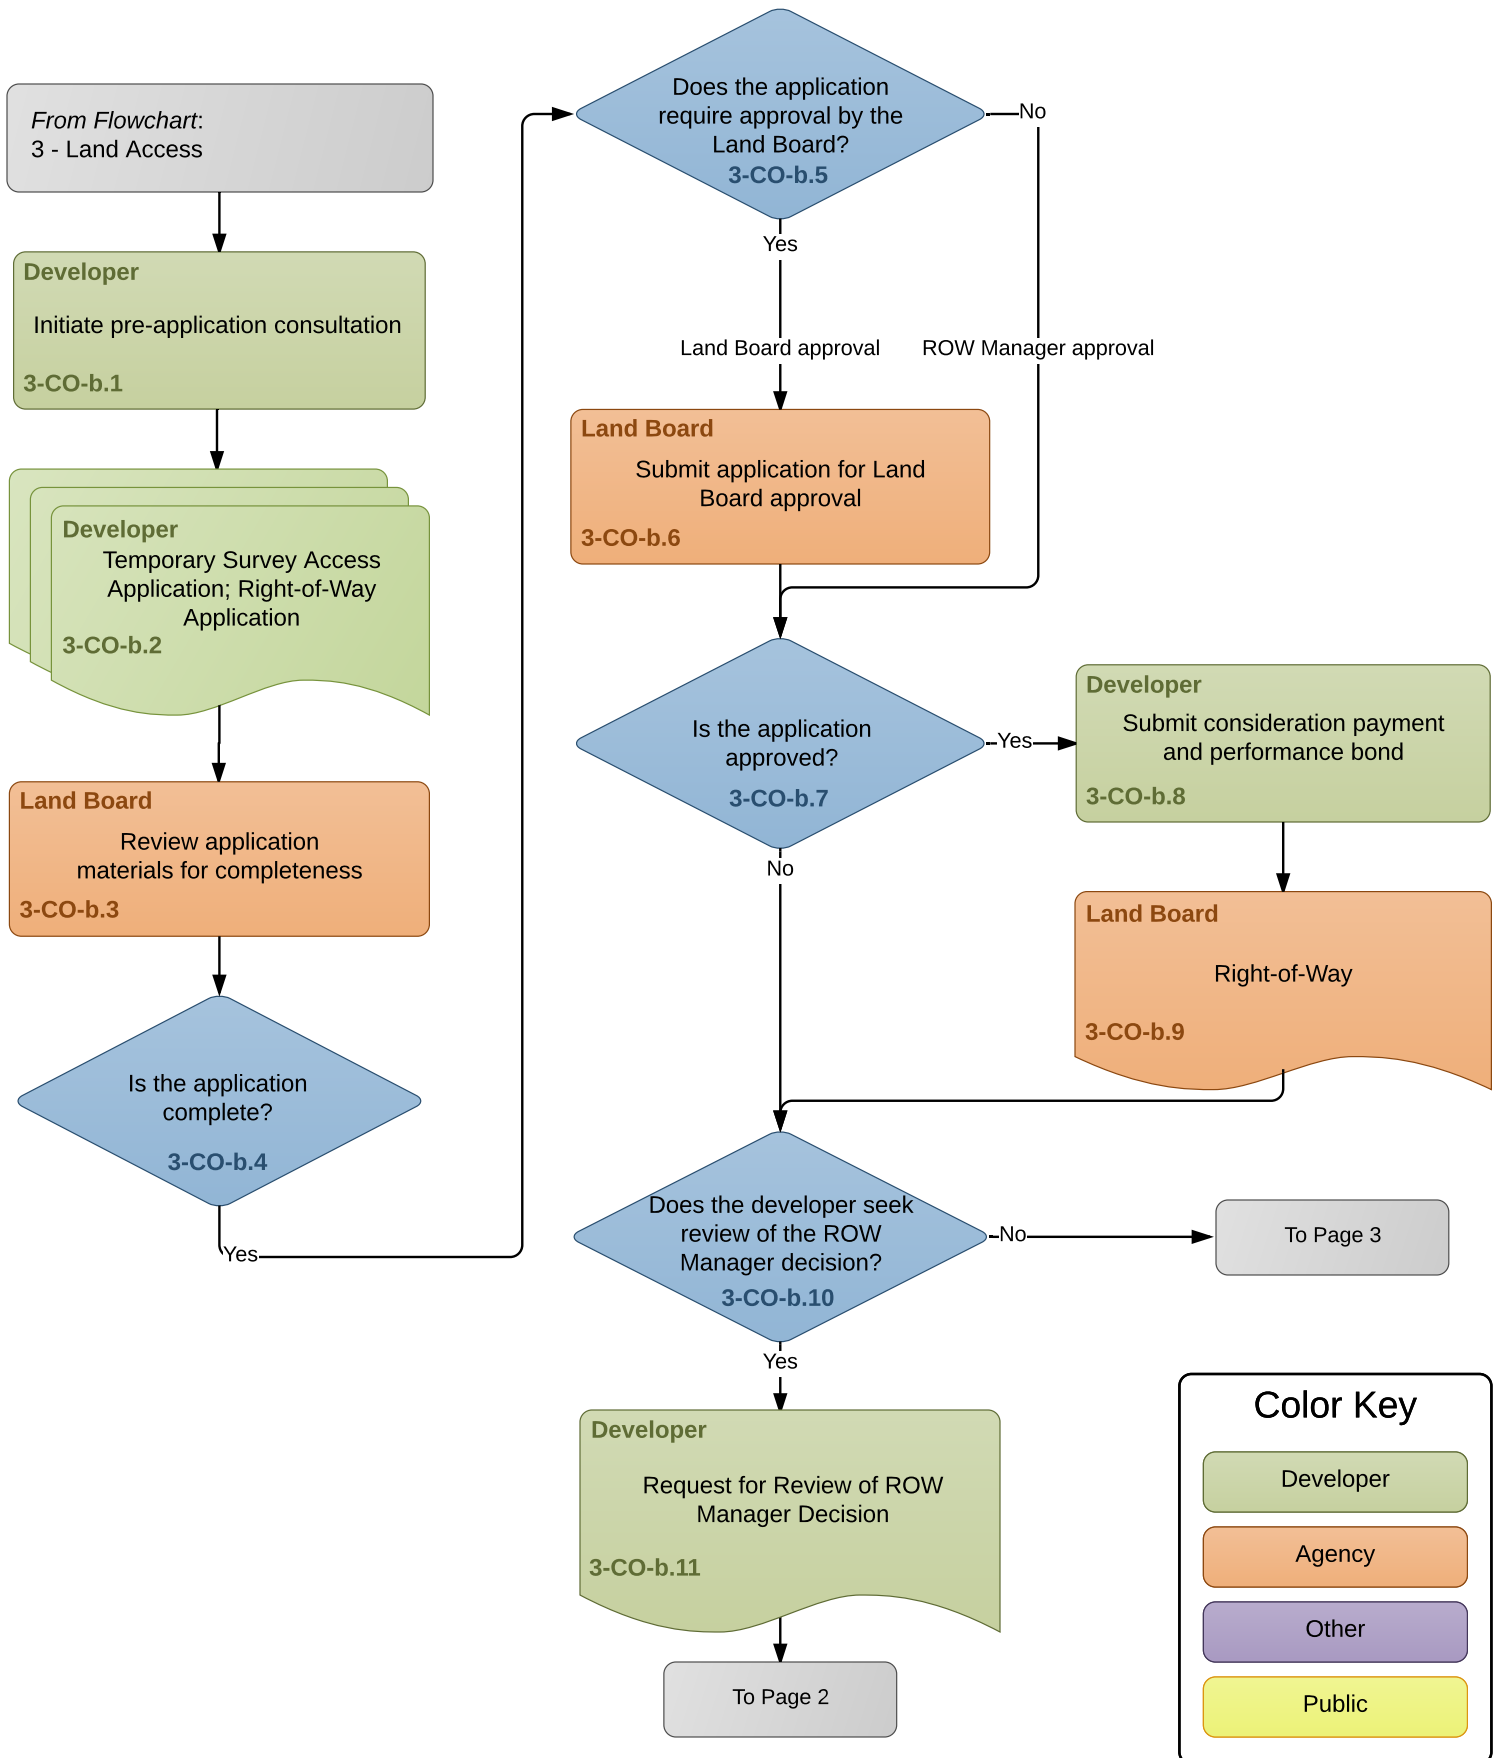 From Flowchart:
3 - Land Access
Developer
Initiate pre-application consultation
3-CO-b.1
Developer
Temporary Survey Access
Application; Right-of-Way
Application
3-CO-b.2
Land Board
Review application
materials for completeness
3-CO-b.3
Is the application
complete?
3-CO-b.4
Yes
Does the application
require approval by the
Land Board?
3-CO-b.5
No
Yes
Land Board approval
ROW Manager approval
Land Board
Submit application for Land
Board approval
3-CO-b.6
Is the application
approved?
3-CO-b.7
Yes
No
Developer
Submit consideration payment
and performance bond
3-CO-b.8
Land Board
Right-of-Way
3-CO-b.9
Does the developer seek
review of the ROW
Manager decision?
3-CO-b.10
No
To Page 3
Yes
Developer
Request for Review of ROW
Manager Decision
3-CO-b.11
To Page 2
Color Key
Developer
Agency
Other
Public